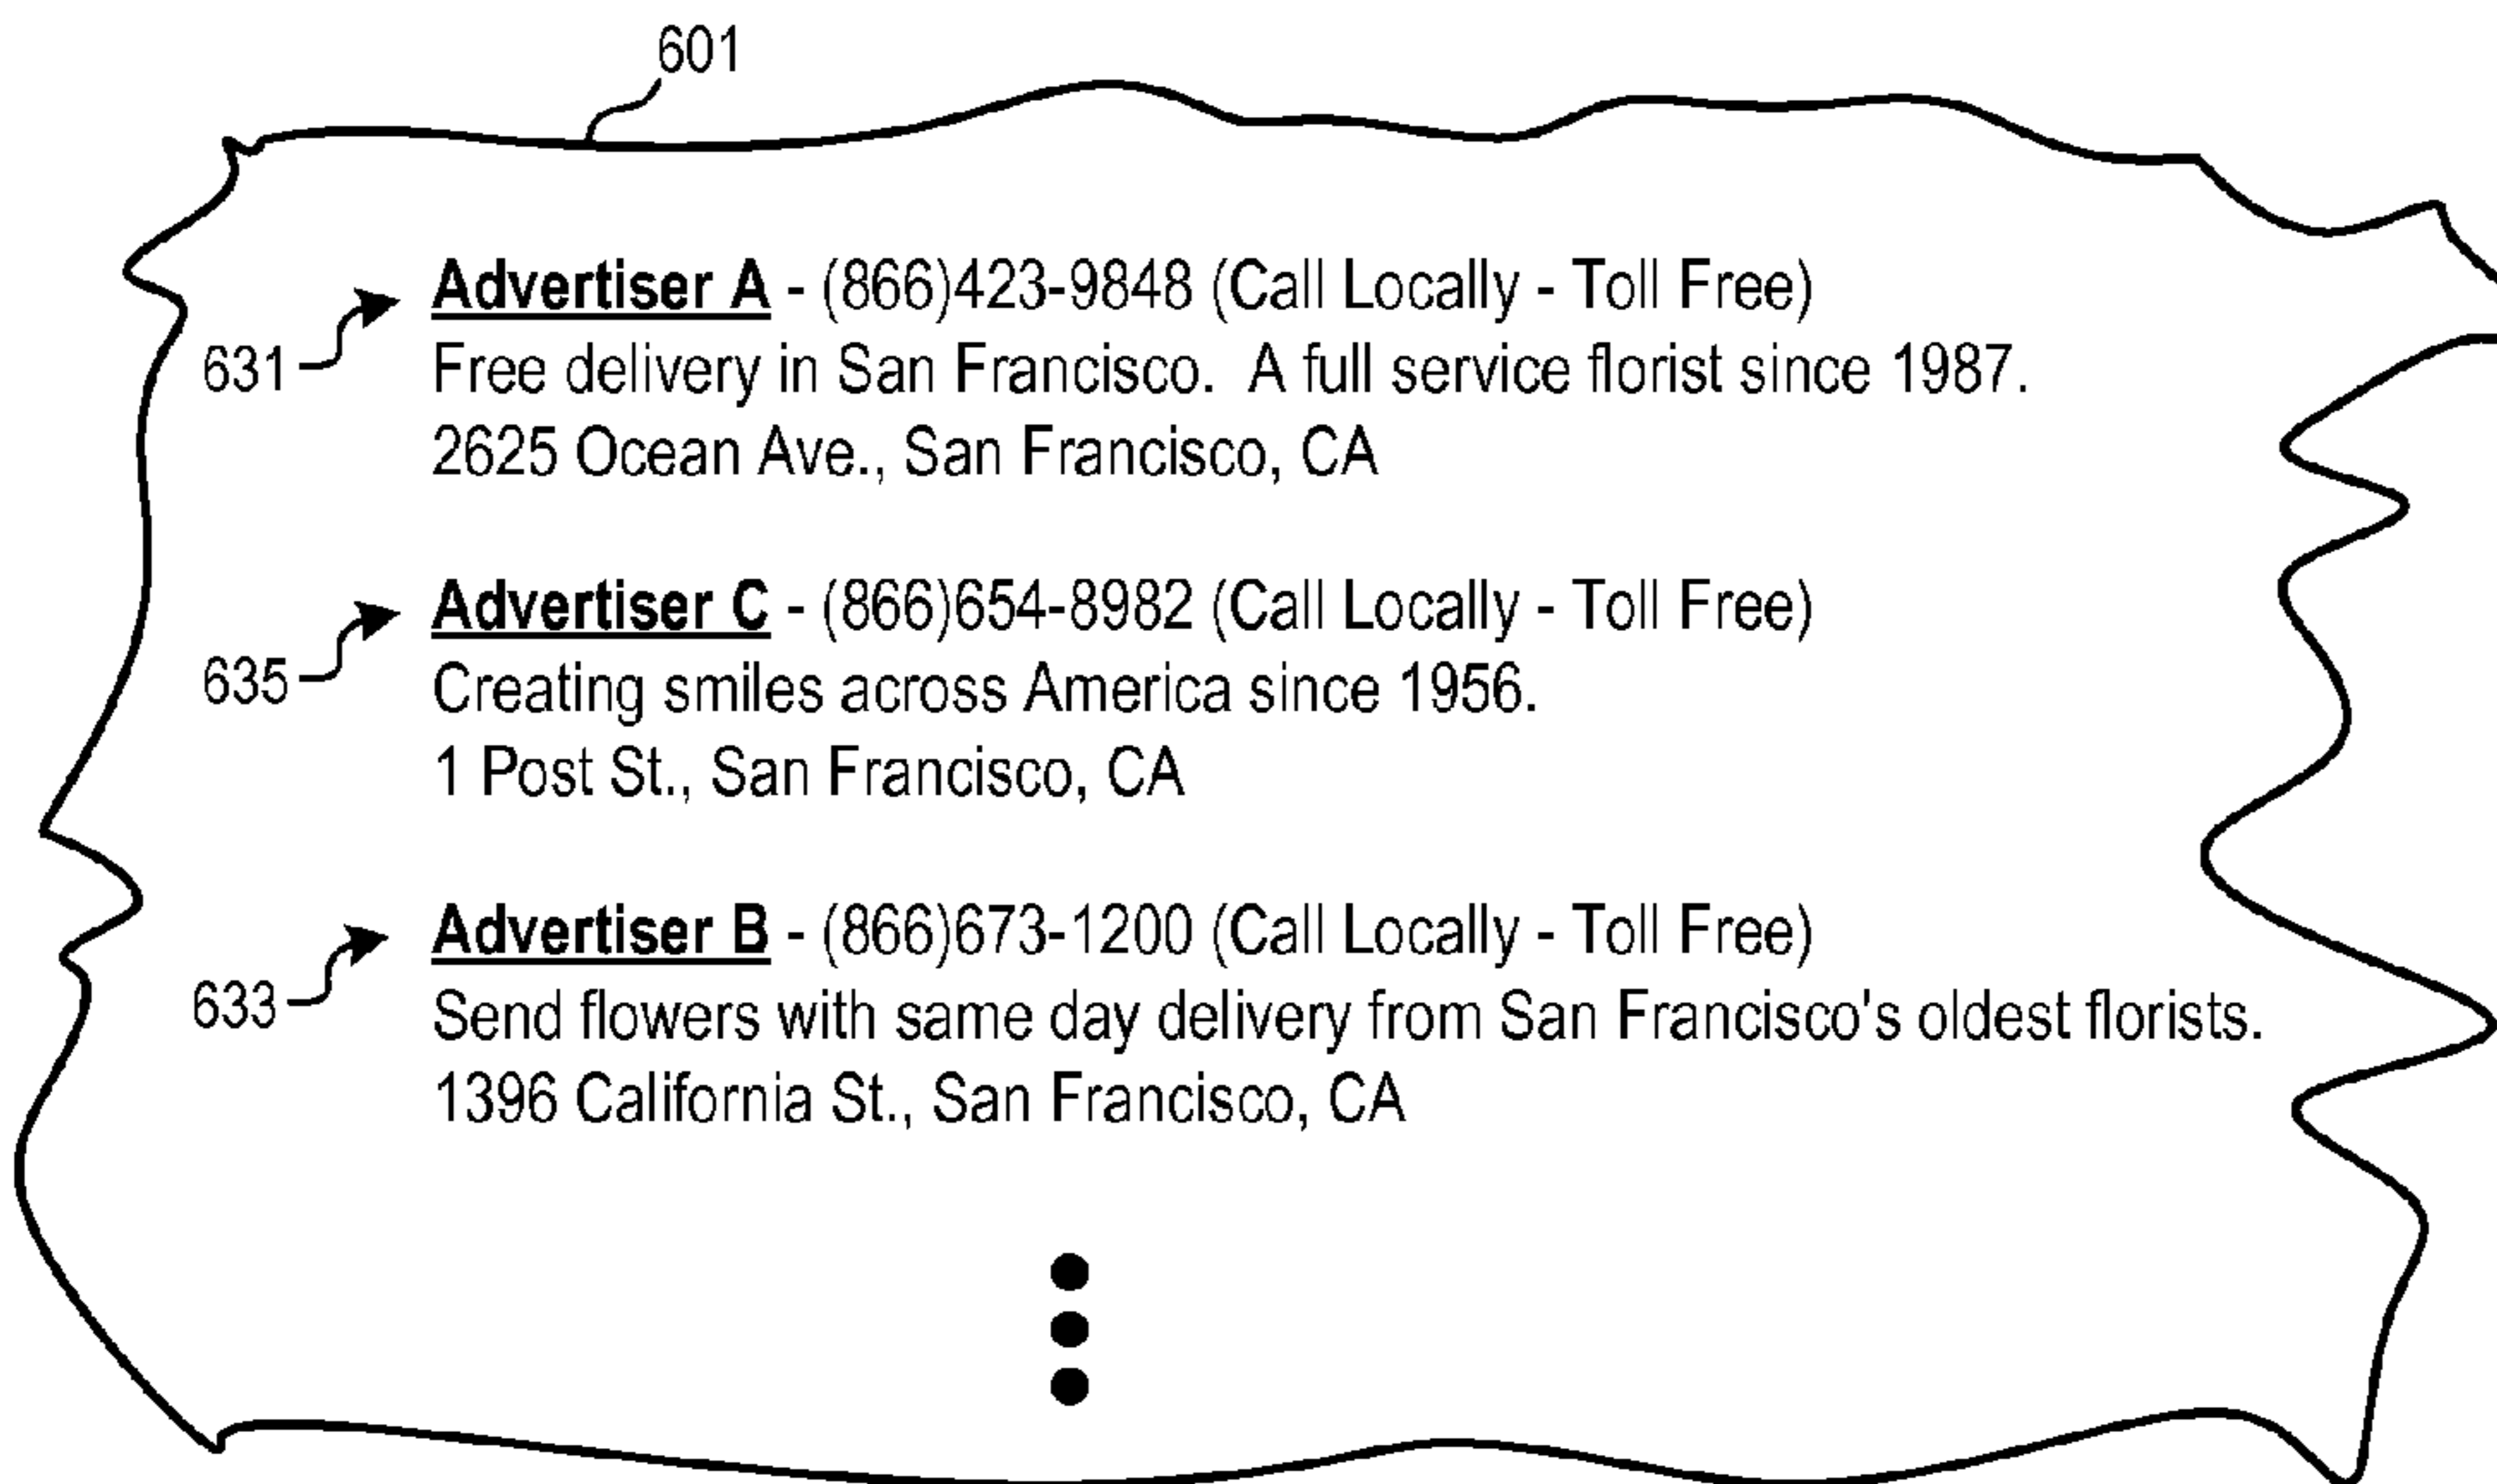 601
631
Advertiser A - (866)423-9848 (Call Locally - Toll Free)
Free delivery in San Francisco. A full service florist since 1987.
2625 Ocean Ave., San Francisco, CA
635
Advertiser C - (866)654-8982 (Call Locally - Toll Free)
Creating smiles across America since 1956.
1 Post St., San Francisco, CA
633
Advertiser B - (866)673-1200 (Call Locally - Toll Free)
Send flowers with same day delivery from San Francisco's oldest florists.
1396 California St., San Francisco, CA